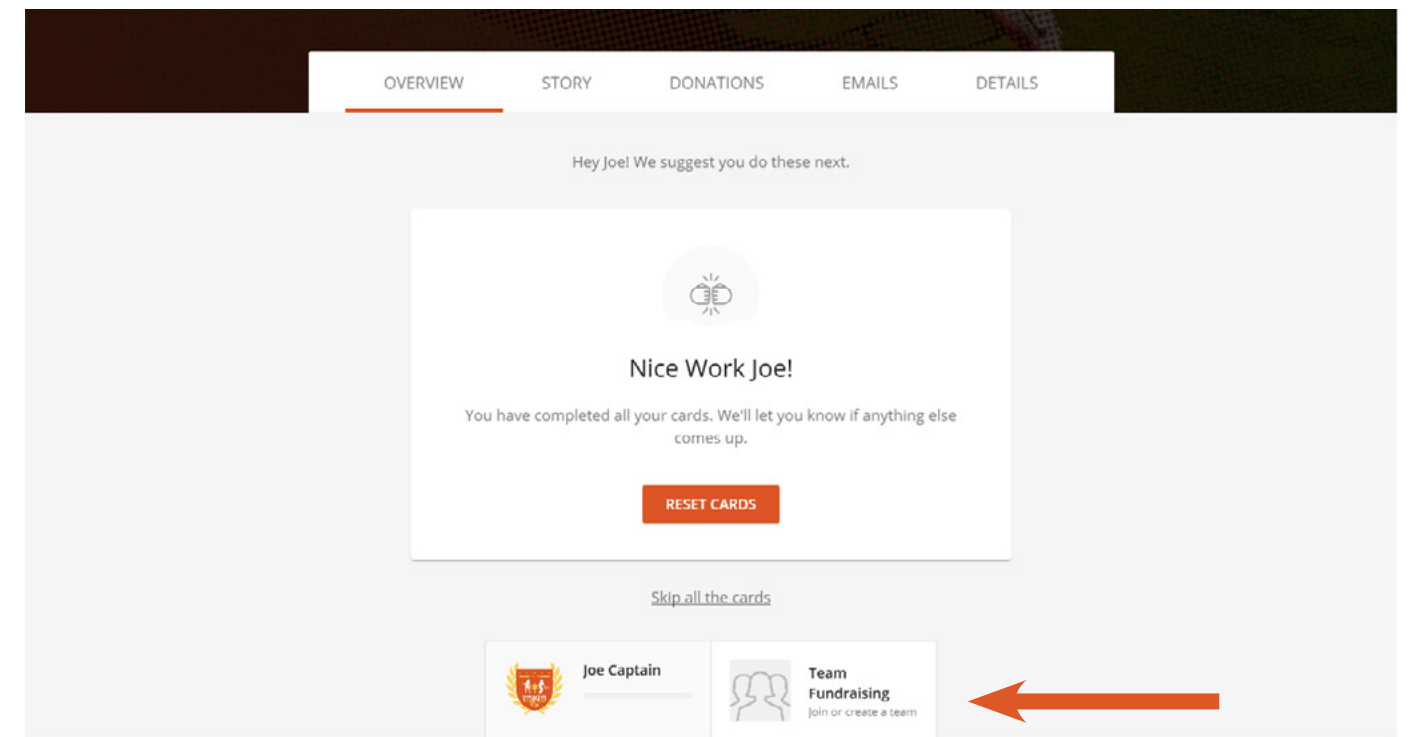 OVERVIEW STORY DONATIONS EMAILS DETAILS
Hey Joe! We suggest you do these next.
Nice Work Joe!
You have completed all your cards. We'll let you know if anything else
comes up.
RESET CARDS
Skip all the cards
Joe Captain
Team
Fundraising
Join or create a team